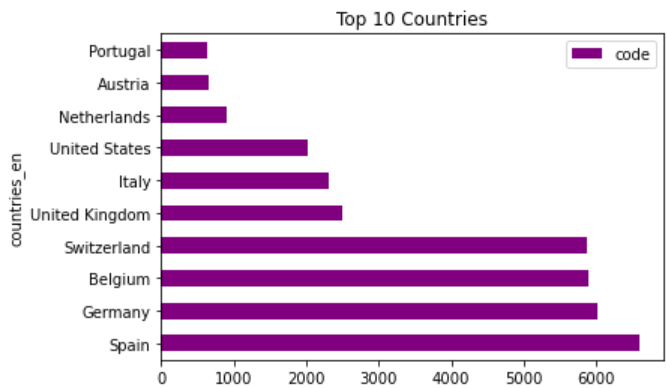 Top 10 Countries
code
countries_en
Portugal
Austria
Netherlands
United States
Italy
United Kingdom
Switzerland
Belgium
Germany
Spain
0 1000 2000 3000 4000 5000 6000